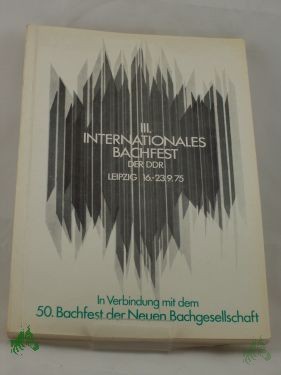 III.
INTERNATIONALES
BACHFEST
DER DDR
LEIPZIG 16.-23.9.75
In Verbindung mit dem
50. Bachfest der Neuen Bachgesellschaft